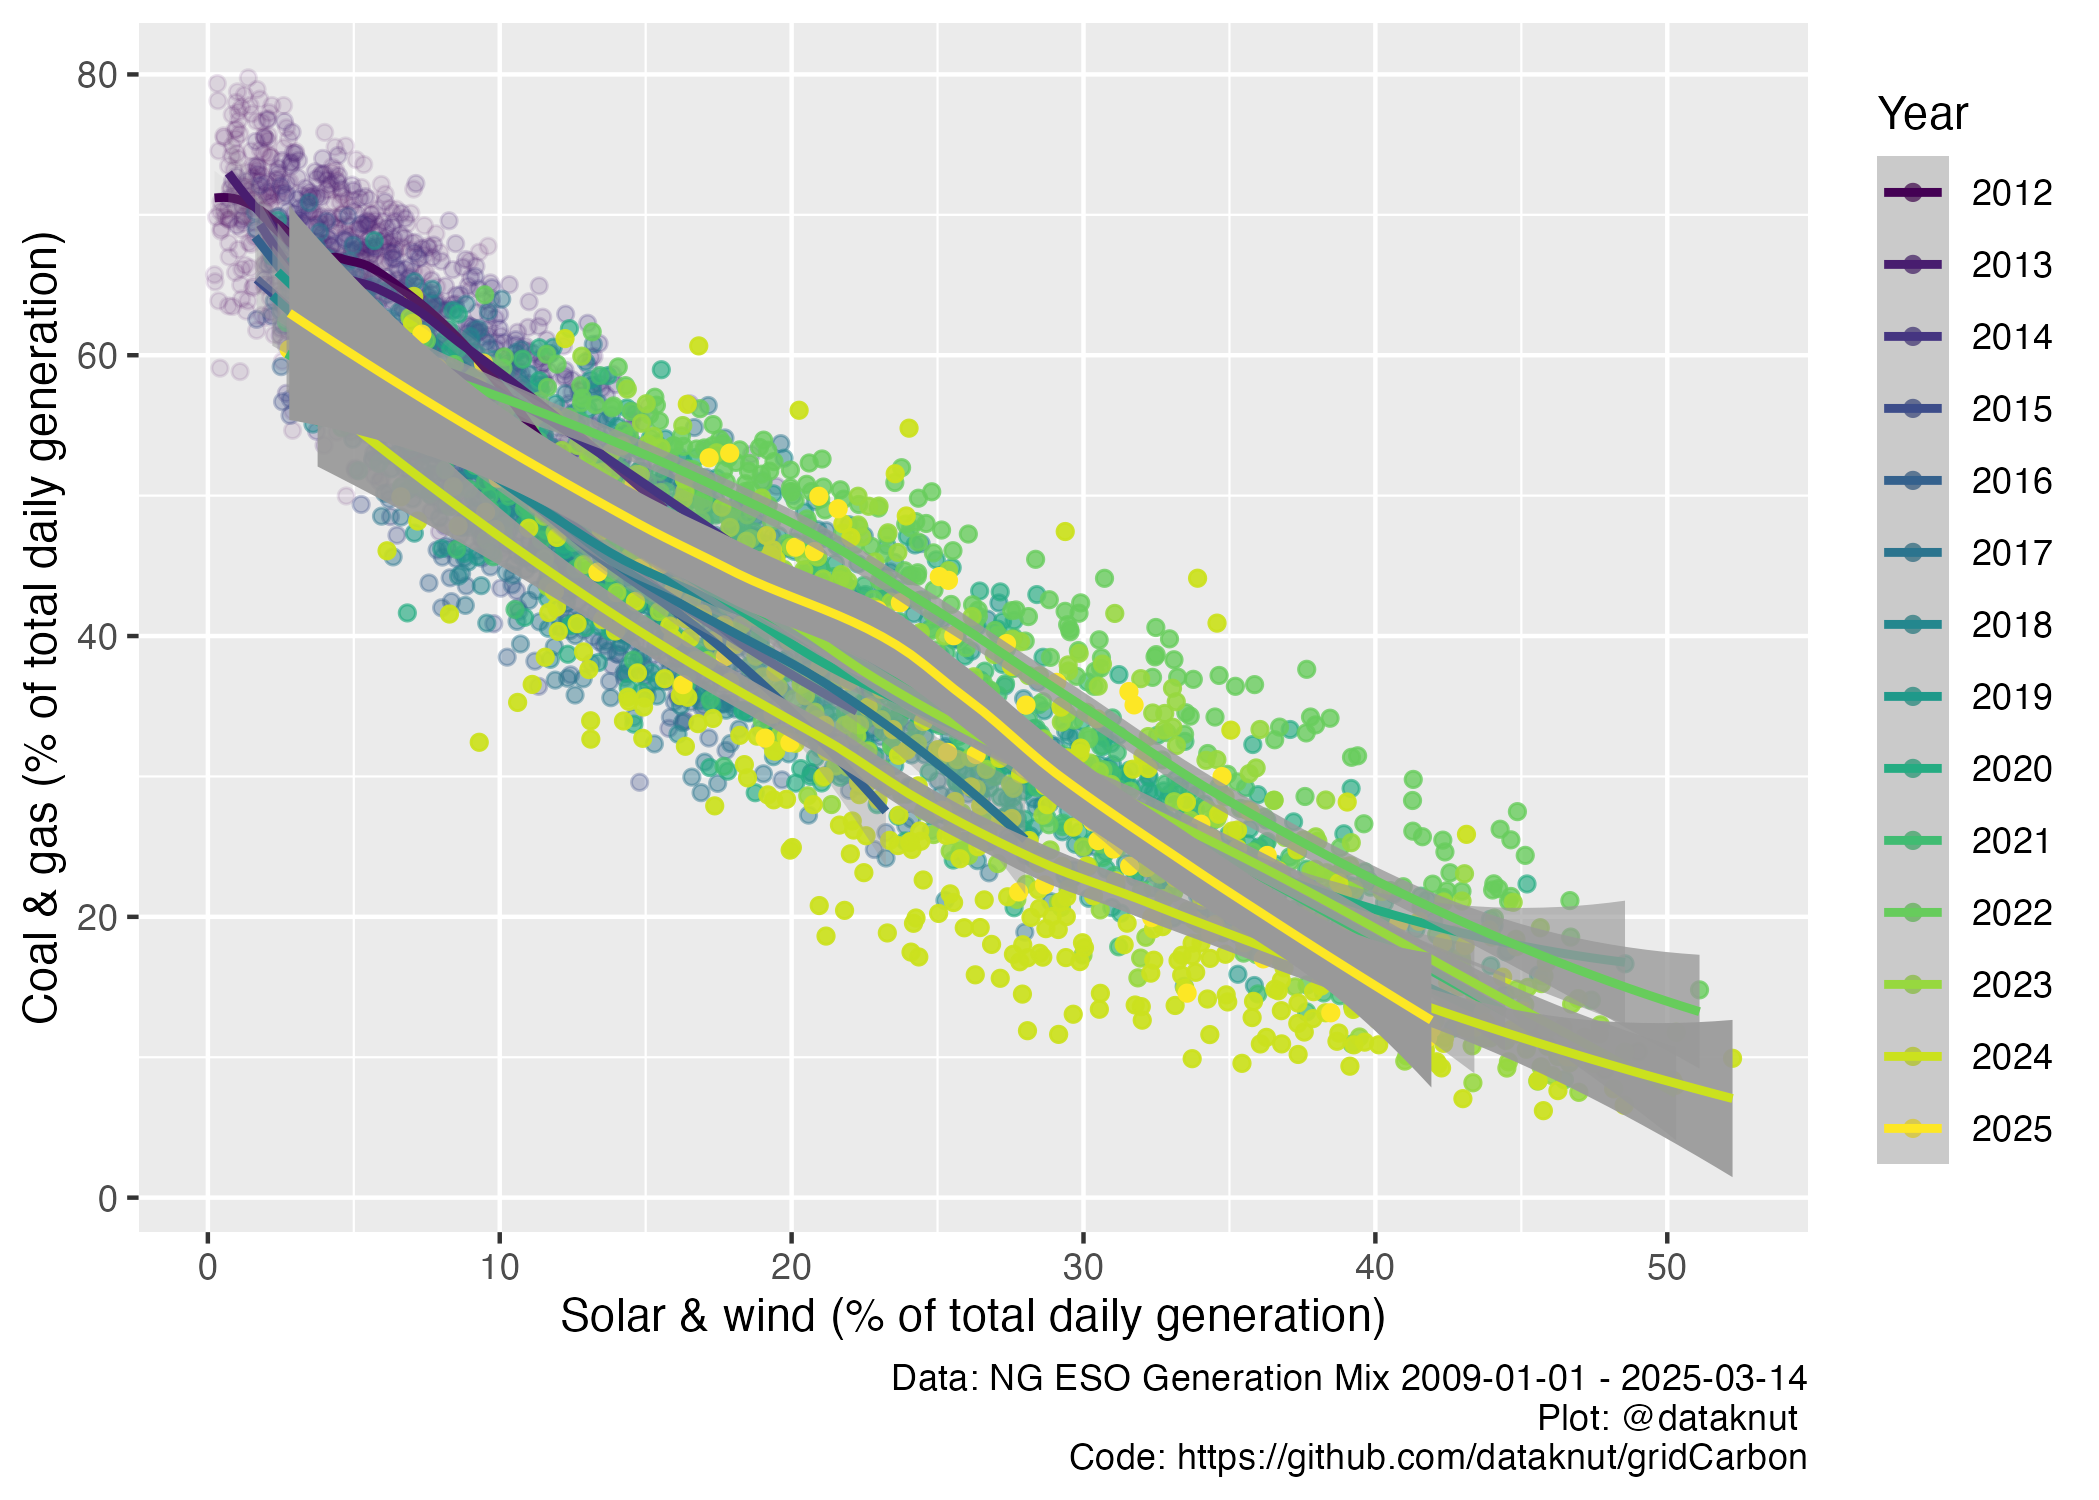 80
60
40
20
0
Coal & gas (% of total daily generation)
0 10 20 30 40 50
Solar & wind (% of total daily generation)
Year
2012
2013
2014
2015
2016
2017
2018
2019
2020
2021
2022
2023
2024
2025
Data: NG ESO Generation Mix 2009-01-01 - 2025-03-14
Plot: @dataknut
Code: https://github.com/dataknut/gridCarbon